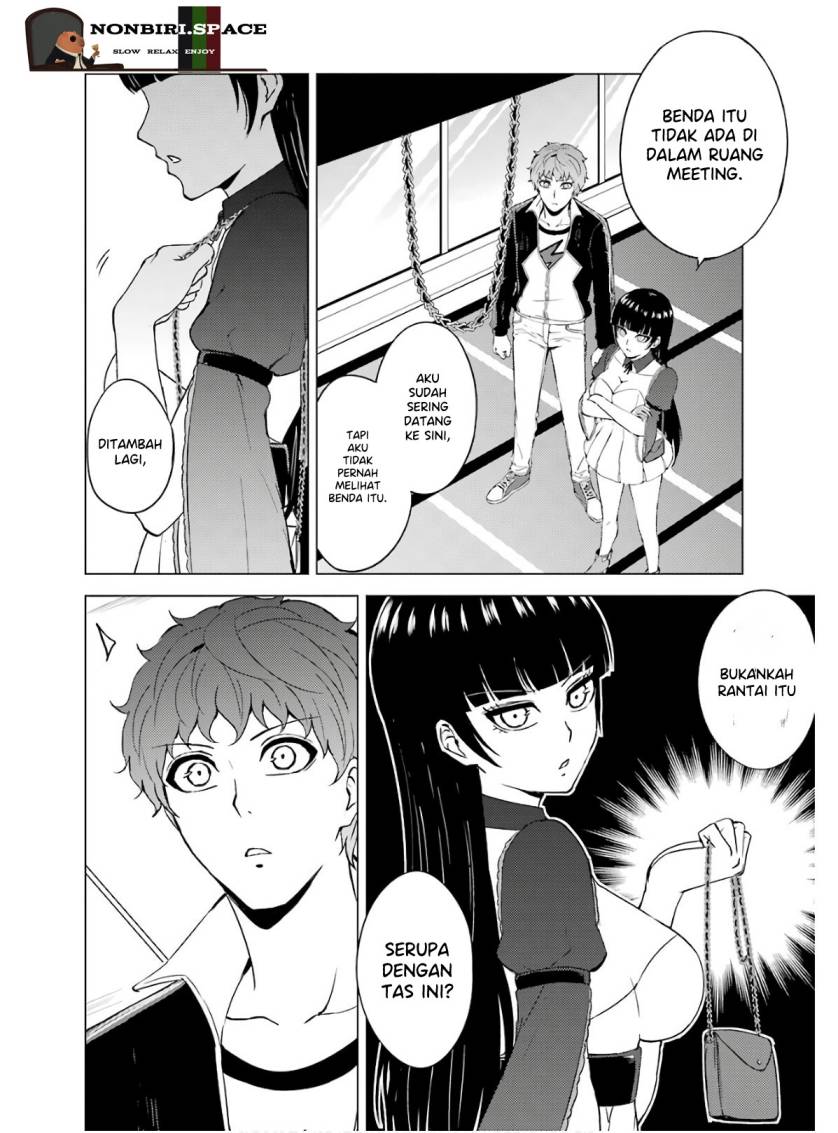 NONBIRI.SPACE
SLOW RELAX ENJOY
BENDA ITU
TIDAK ADA DI
DALAM RUANG
MEETING.
AKU
SUDAH
SERING
DATANG
KE SINI,
TAPI
AKU
TIDAK
PERNAH
MELIHAT
BENDA ITU.
DITAMBAH
LAGI,
BUKANKAH
RANTAI ITU
SERUPA
DENGAN
TAS INI?